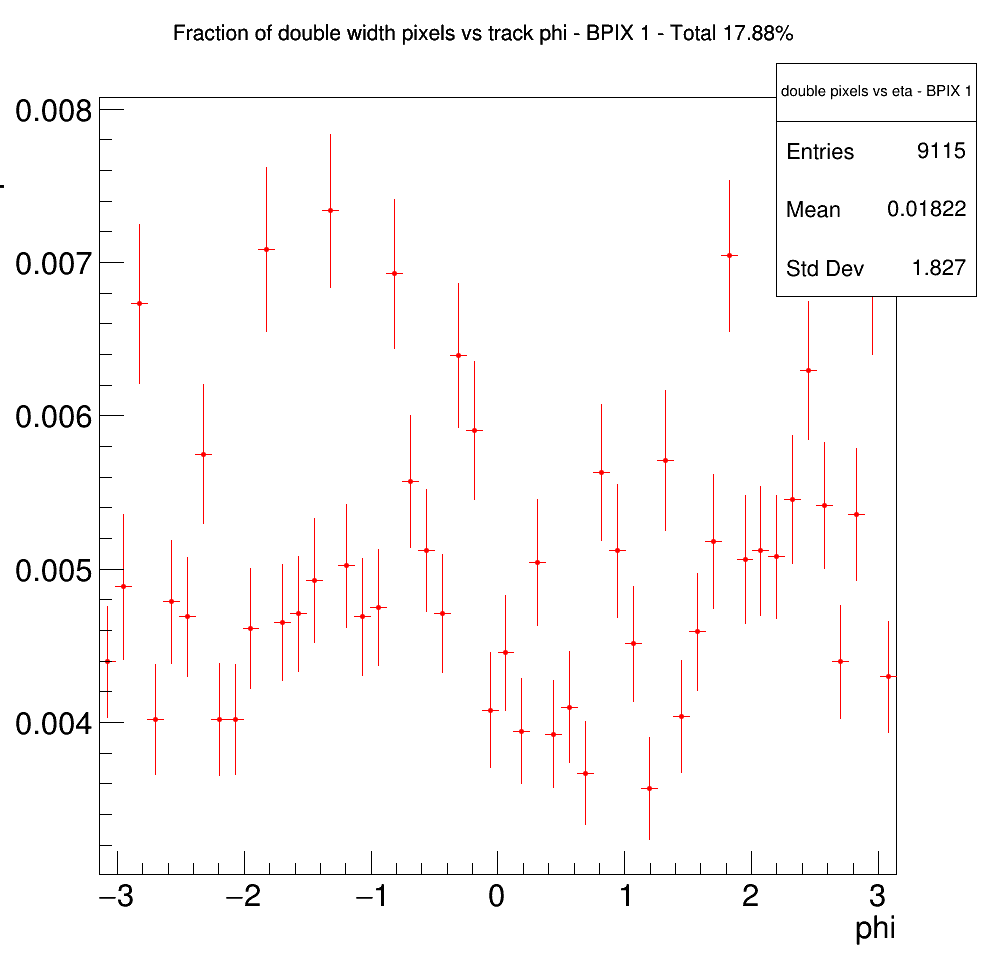 Fraction of double width pixels vs track phi - BPIX 1 - Total 17.88%
double pixels vs eta - BPIX 1
Entries 9115
Mean 0.01822
Std Dev 1.827
0.008
0.007
0.006
0.005
0.004
−3 −2 −1 0 1 2 3
phi